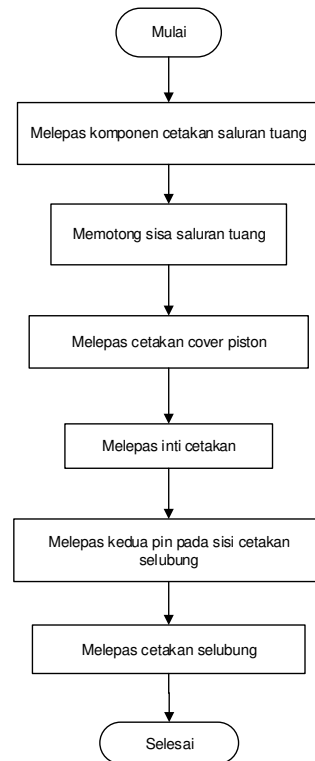 Mulai
Melepas komponen cetakan saluran tuang
Memotong sisa saluran tuang
Melepas cetakan cover piston
Melepas inti cetakan
Melepas kedua pin pada sisi cetakan
selubung
Melepas cetakan selubung
Selesai